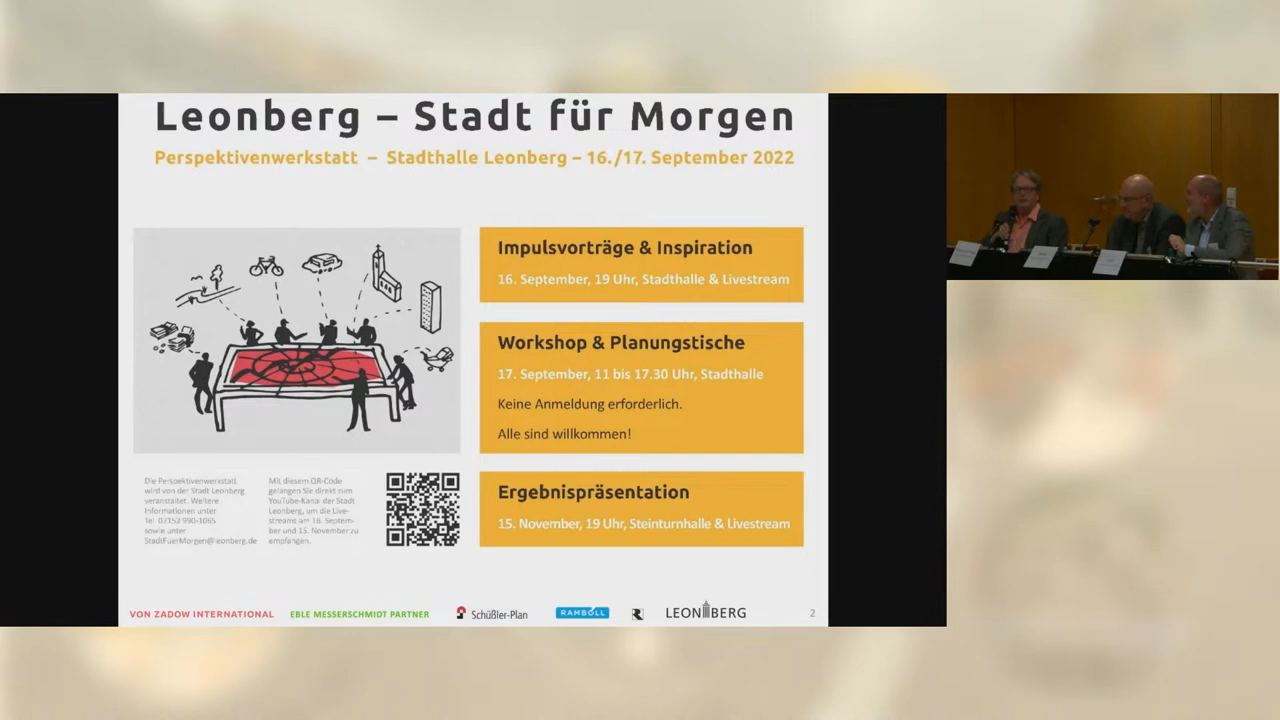 Leonberg – Stadt für Morgen
Perspektivenwerkstatt – Stadthalle Leonberg – 16./17. September 2022
Impulsvorträge & Inspiration
16. September, 19 Uhr, Stadthalle & Livestream
Workshop & Planungstische
17. September, 11 bis 17.30 Uhr, Stadthalle
Keine Anmeldung erforderlich.
Alle sind willkommen!
Die Perspektivenwerkstatt
wird von der Stadt Leonberg
veranstaltet. Weitere
Informationen unter
Tel. 07152 990-1065
sowie unter
StadtFuerMorgen@leonberg.de
Mit diesem QR-Code
gelangen Sie direkt zum
YouTube-Kanal der Stadt
Leonberg, um die Live-
streams am 16. Septem-
ber und 15. November zu
empfangen.
Ergebnispräsentation
15. November, 19 Uhr, Steinturnhalle & Livestream
VON ZADOW INTERNATIONAL
EBLE MESSERSCHMIDT PARTNER
Schüßler-Plan
RAMBOLL
LEONBERG
2